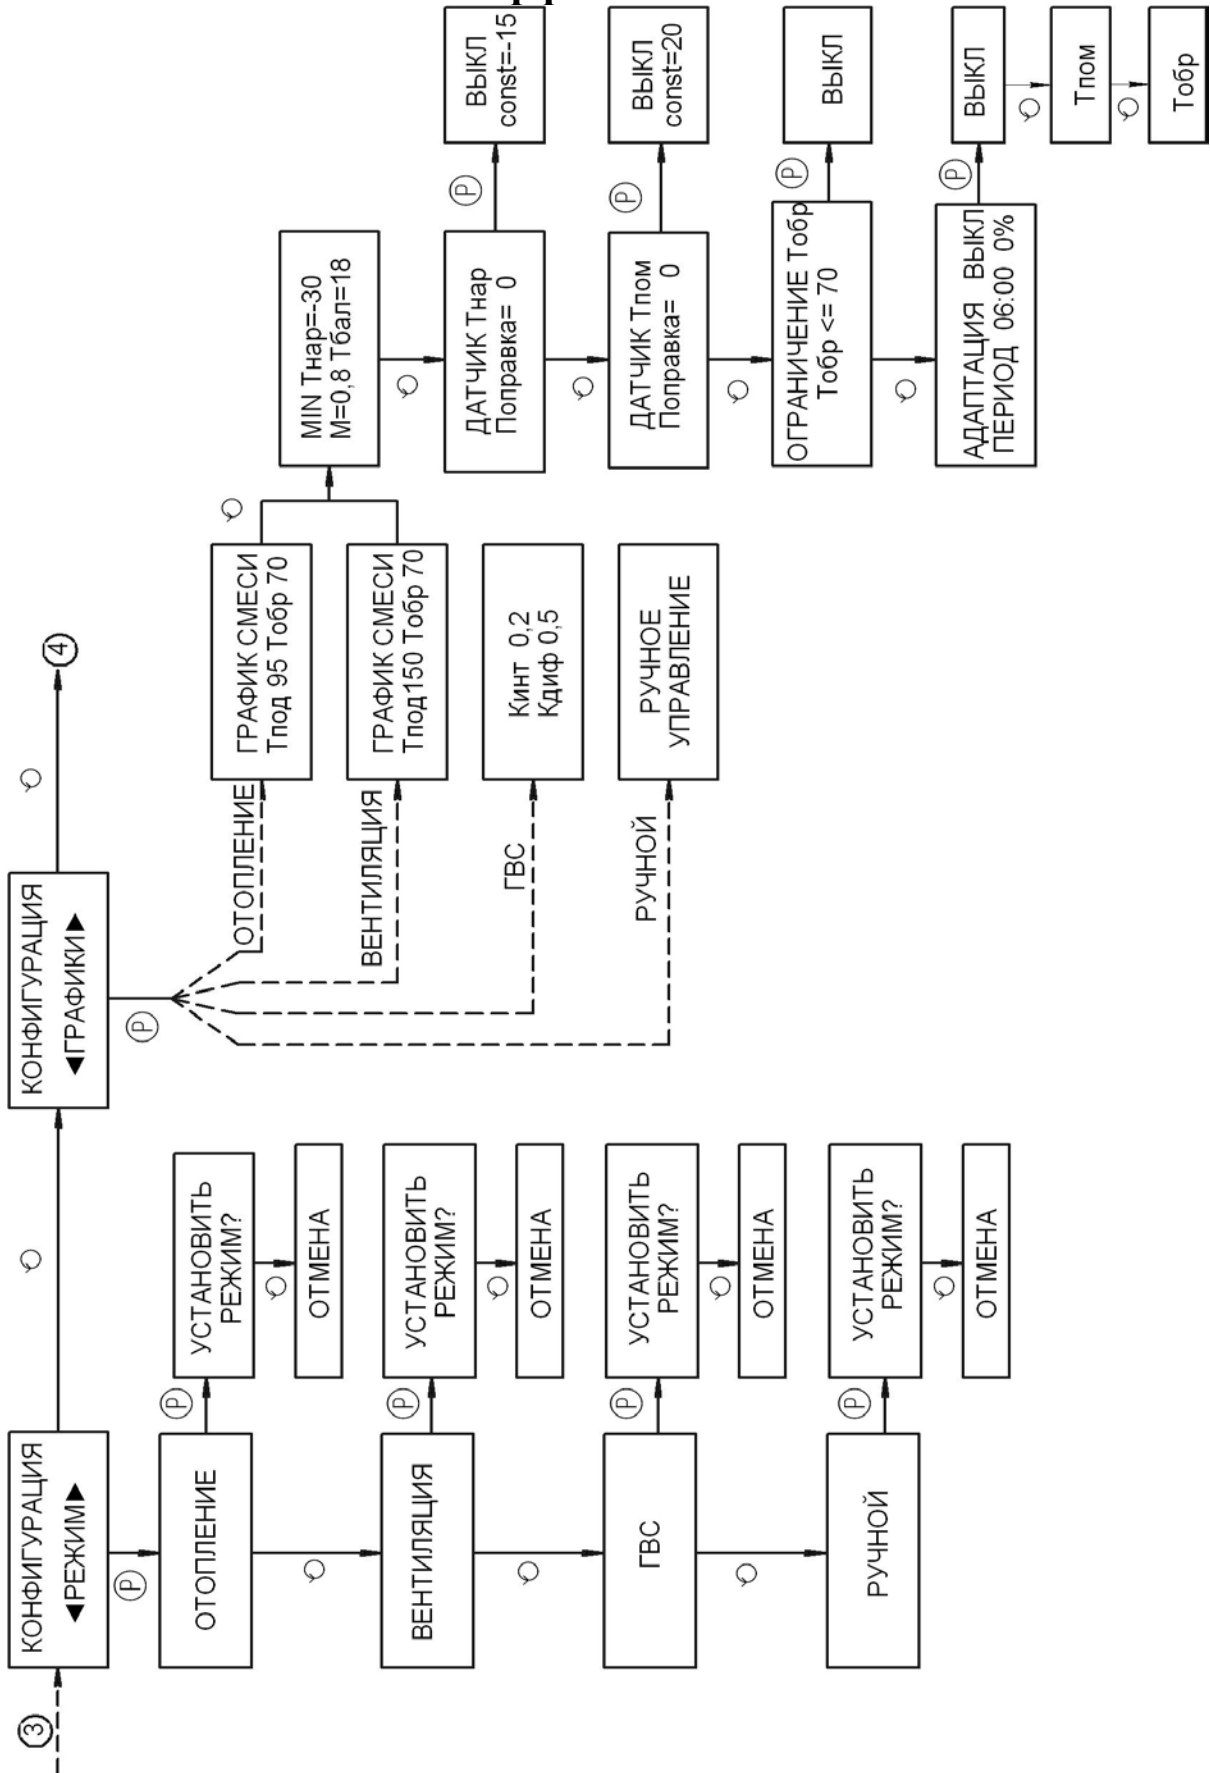 3
КОНФИГУРАЦИЯ
◄РЕЖИМ►
P
ОТОПЛЕНИЕ
P
УСТАНОВИТЬ
РЕЖИМ?
ОТМЕНА
ВЕНТИЛЯЦИЯ
P
УСТАНОВИТЬ
РЕЖИМ?
ОТМЕНА
ГВС
P
УСТАНОВИТЬ
РЕЖИМ?
ОТМЕНА
РУЧНОЙ
P
УСТАНОВИТЬ
РЕЖИМ?
ОТМЕНА
КОНФИГУРАЦИЯ
◄ГРАФИКИ►
4
P
ОТОПЛЕНИЕ
ГРАФИК СМЕСИ
Тпод 95 Тобр 70
ВЕНТИЛЯЦИЯ
ГРАФИК СМЕСИ
Тпод150 Тобр 70
ГВС
Кинт 0,2
Кдиф 0,5
РУЧНОЙ
РУЧНОЕ
УПРАВЛЕНИЕ
MIN Тнар=-30
М=0,8 Тбал=18
ДАТЧИК Тнар
Поправка= 0
P
ВЫКЛ
const=-15
ДАТЧИК Тпом
Поправка= 0
P
ВЫКЛ
const=20
ОГРАНИЧЕНИЕ Тобр
Тобр <= 70
P
ВЫКЛ
АДАПТАЦИЯ ВЫКЛ
ПЕРИОД 06:00 0%
P
ВЫКЛ
Тпом
Тобр